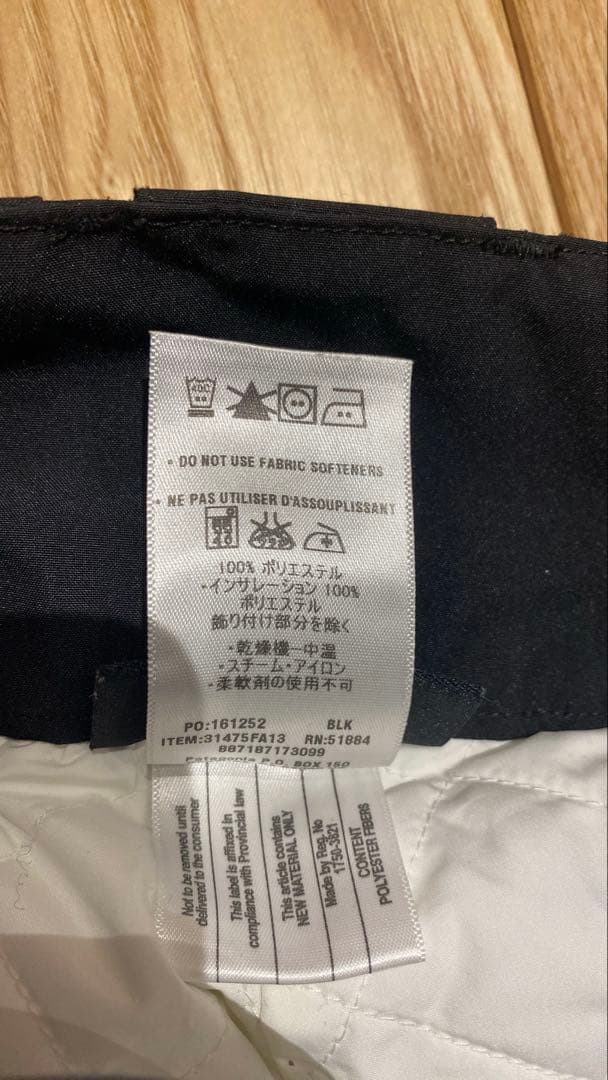 • DO NOT USE FABRIC SOFTENERS
• NE PAS UTILISER D'ASSOUPLISSANT
100% ポリエステル
・インサレーション 100%
ポリエステル
飾り付け部分を除く
・乾燥機一中温
・スチーム・アイロン
・柔軟剤の使用不可
PO:161252 BLK
ITEM:31475FA13 RN:51884
887187173099
Patagonia P.O. BOX 150
Not to be removed until
delivered to the consumer
This label is affixed in
compliance with Provincial law
This article contains
NEW MATERIAL ONLY
Made by Reg. No
1750-3621
CONTENT
POLYESTER FIBERS